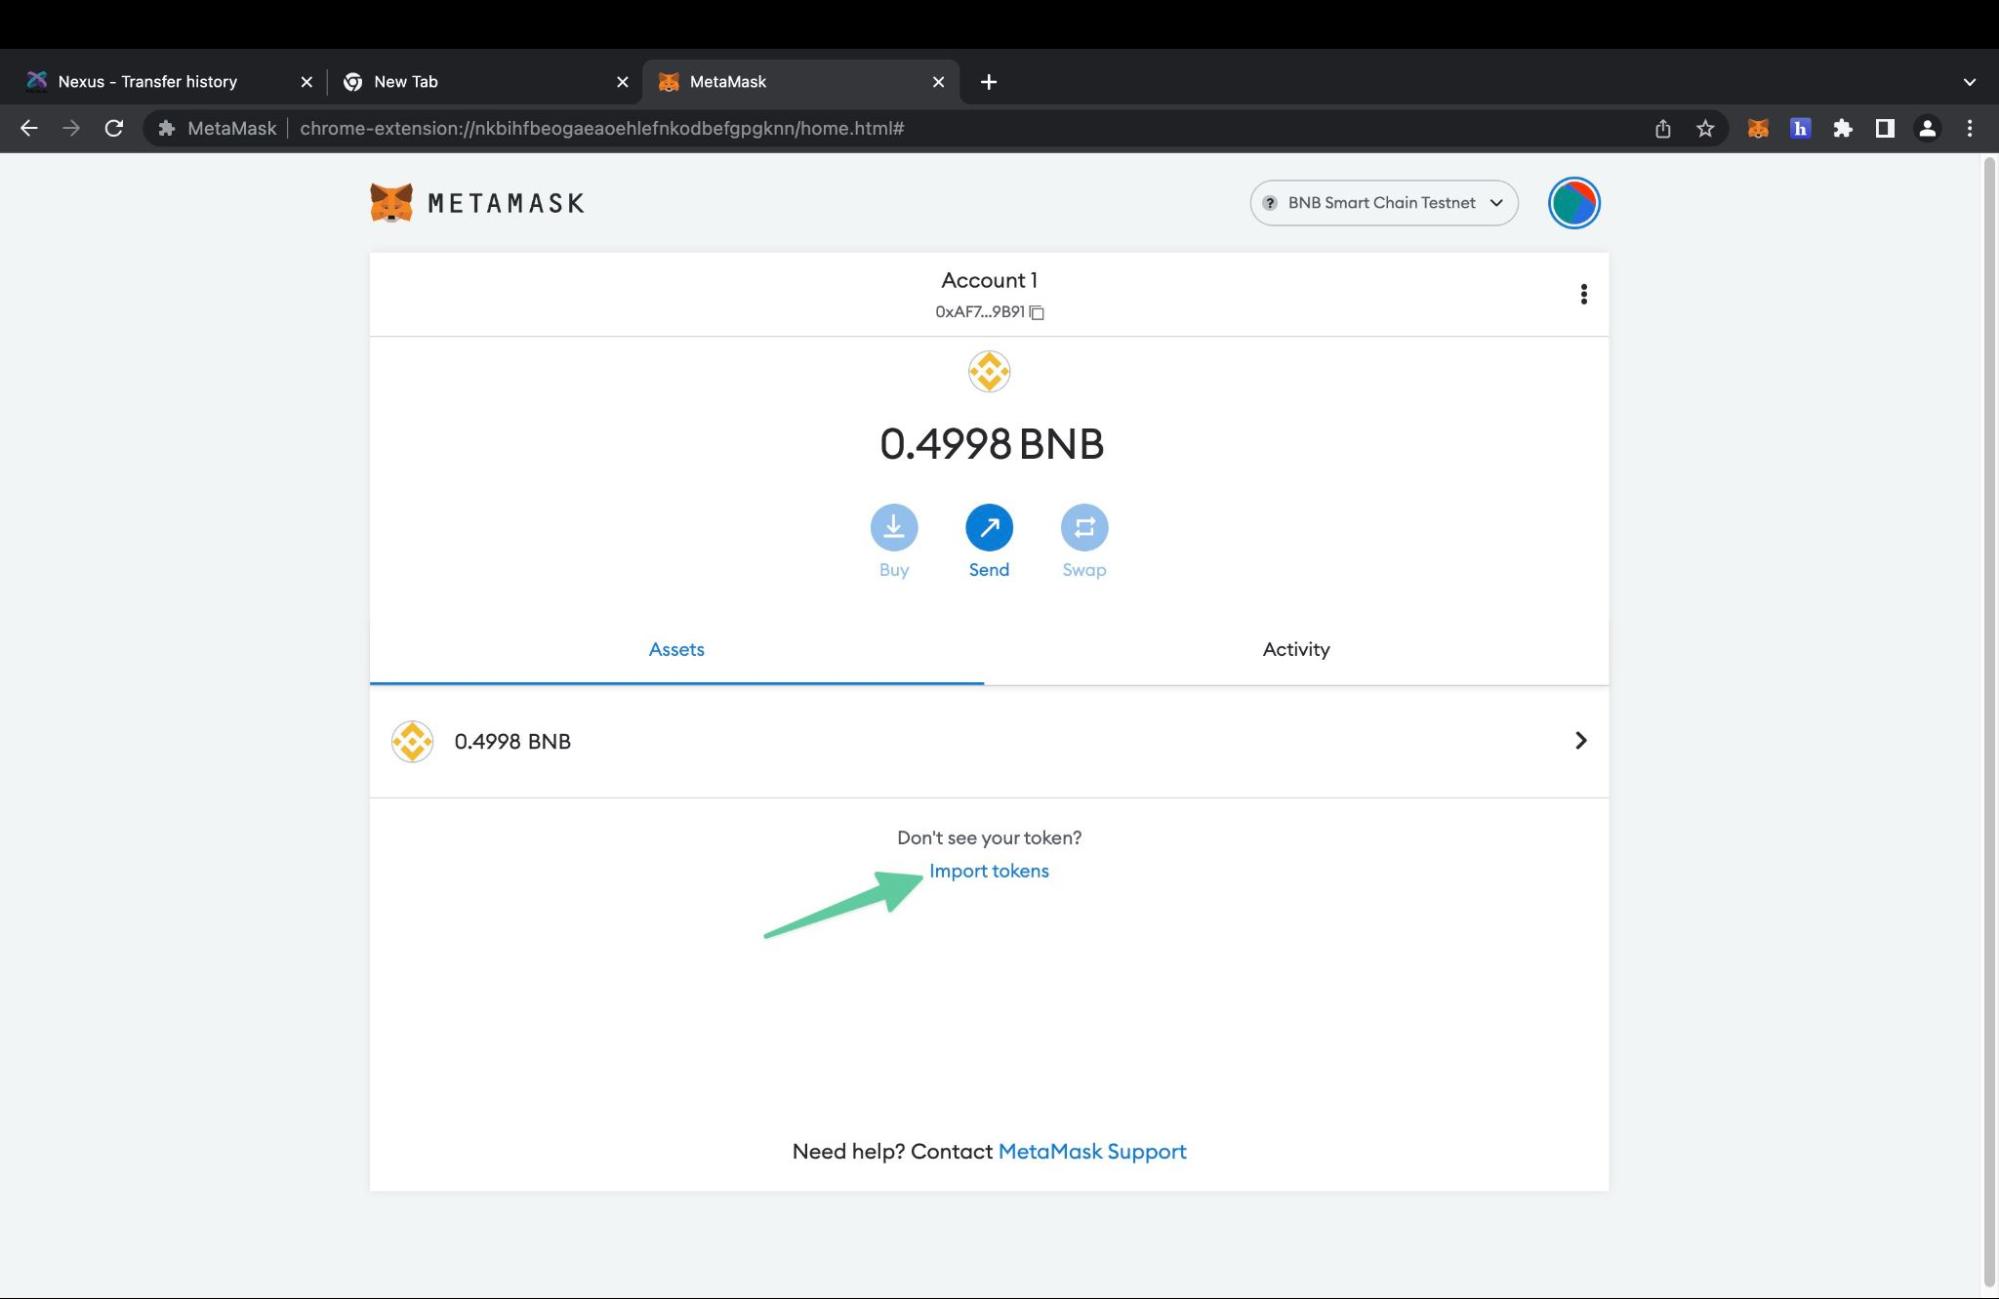 Nexus - Transfer history
New Tab
MetaMask
MetaMask
chrome-extension://nkbihfbeogaeaoehlefnkodbefgpgknn/home.html#
h
METAMASK
? BNB Smart Chain Testnet
Account 1
0xAF7...9B91
0.4998 BNB
Buy
Send
Swap
Assets
Activity
0.4998 BNB
Don't see your token?
Import tokens
Need help? Contact MetaMask Support